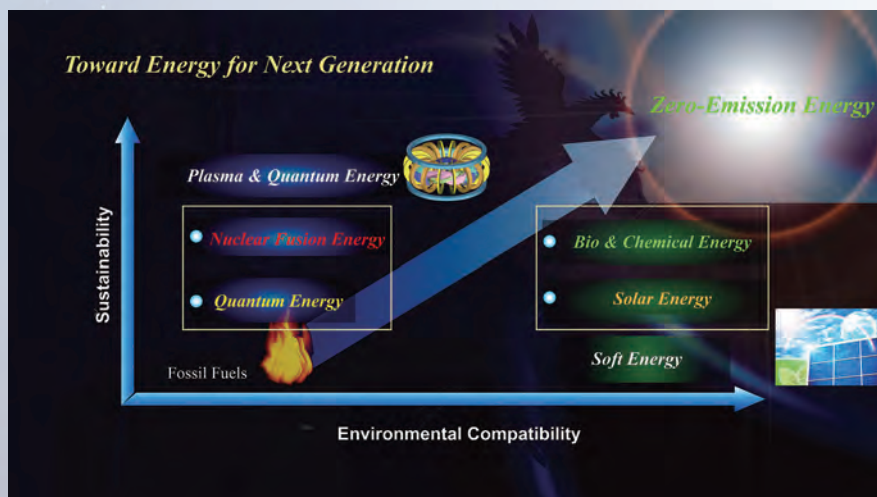 Toward Energy for Next Generation
Zero-Emission Energy
Plasma & Quantum Energy
Nuclear Fusion Energy
Quantum Energy
Bio & Chemical Energy
Solar Energy
Soft Energy
Fossil Fuels
Sustainability
Environmental Compatibility